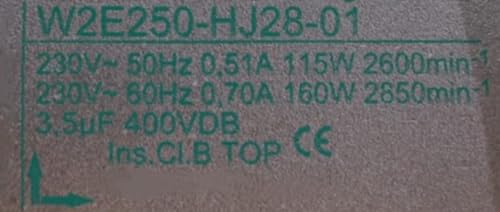 W2E250-HJ28-01
230V~ 50Hz 0,51A 115W 2600min⁻¹
230V~ 60Hz 0,70A 160W 2850min⁻¹
3.5µF 400VDB
Ins.Cl.B TOP CE